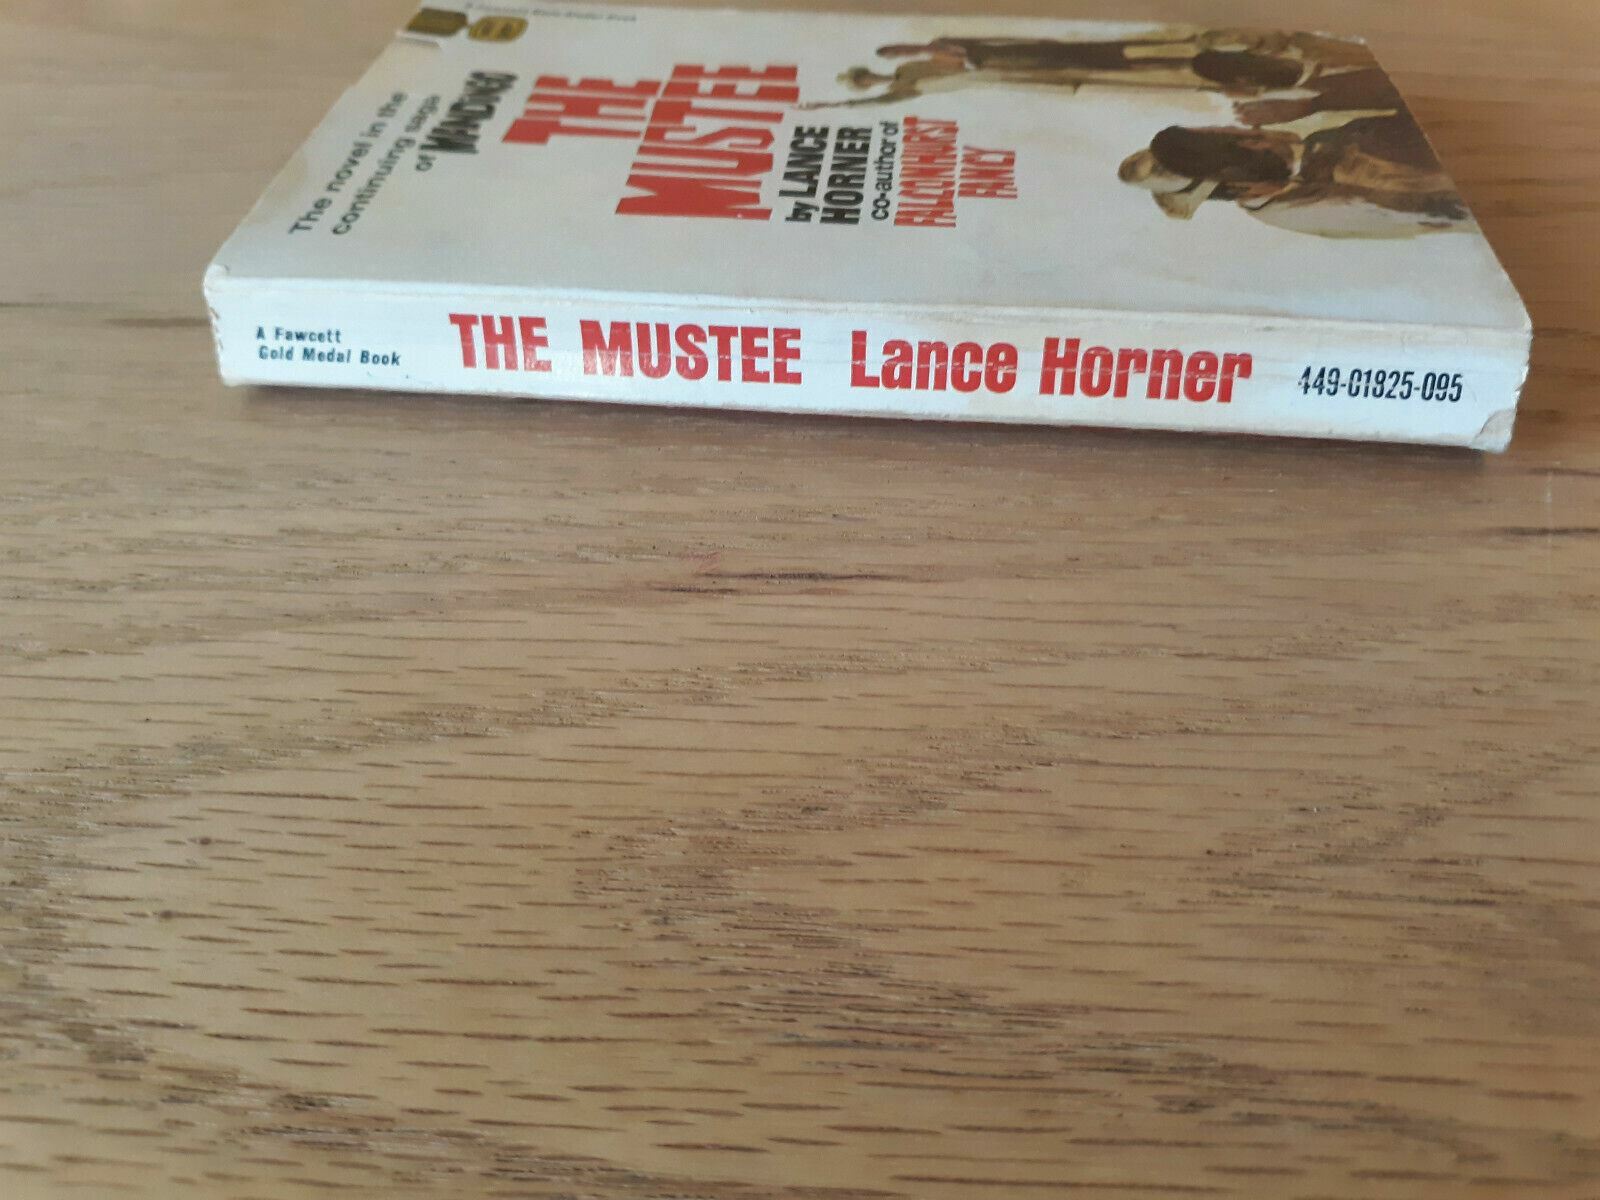 The novel in the
continuing saga
of MANDINGO
THE
MUSTEE
by LANCE
HORNER
co-author of
FALCONHURST
FANCY
A Fawcett
Gold Medal Book
THE MUSTEE Lance Horner 449-01825-095